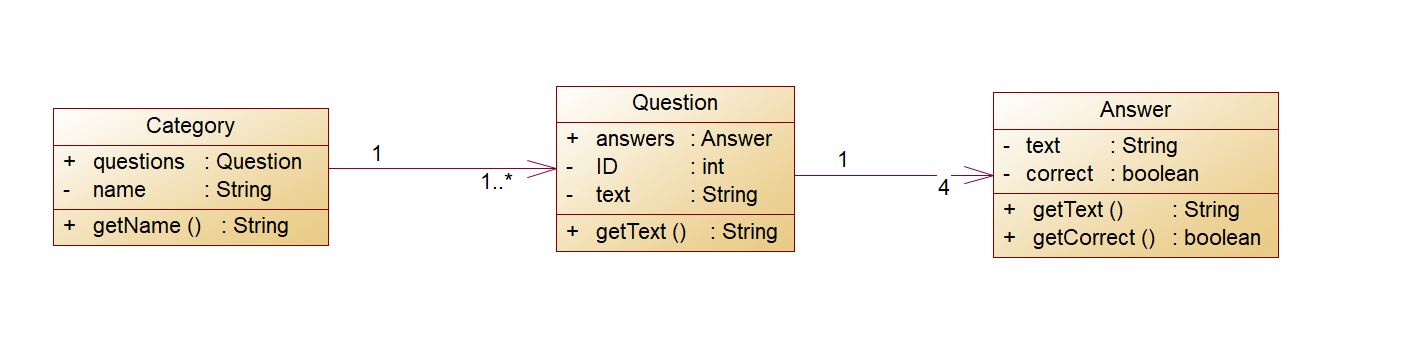 Category
+ questions : Question
- name : String
+ getName () : String
1
1..*
Question
+ answers : Answer
- ID : int
- text : String
+ getText () : String
1
4
Answer
- text : String
- correct : boolean
+ getText () : String
+ getCorrect () : boolean